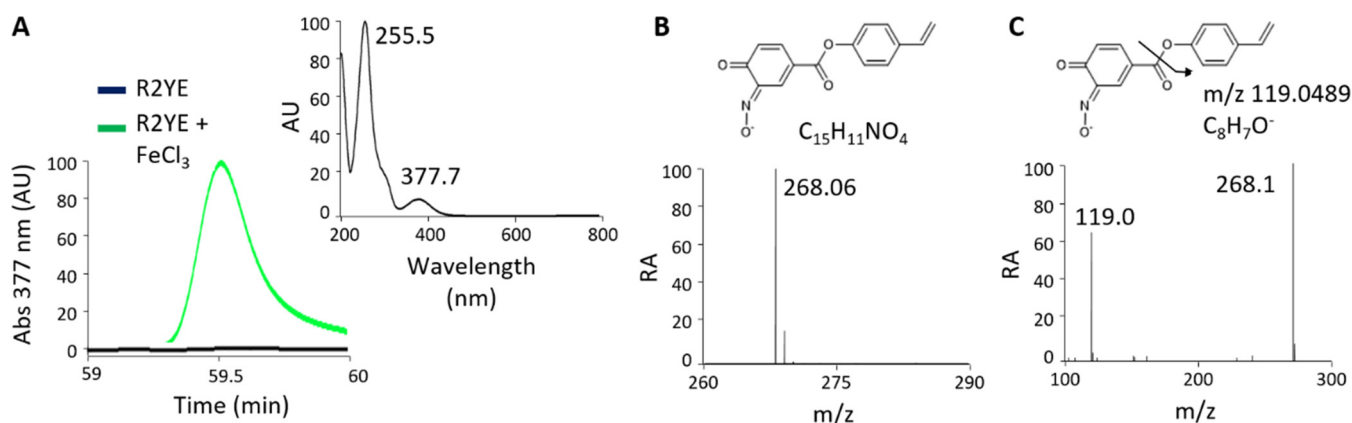 A
R2YE
R2YE +
FeCl₃
Abs 377 nm (AU)
100
80
60
40
20
0
59
59.5
60
Time (min)
AU
100
80
60
40
20
0
255.5
377.7
200
400
600
800
Wavelength
(nm)
B
O
O
O
N
O⁻
C₁₅H₁₁NO₄
RA
100
80
60
40
20
0
268.06
260
275
290
m/z
C
O
O
O
N
O⁻
m/z 119.0489
C₈H₇O⁻
RA
100
80
60
40
20
0
119.0
268.1
100
200
300
m/z